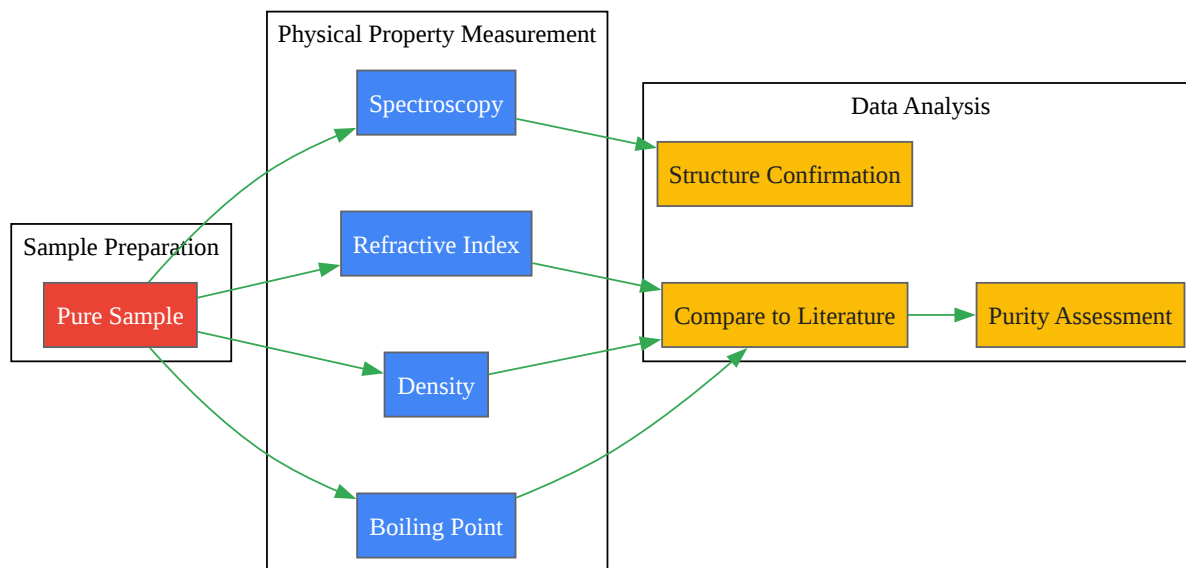 Sample Preparation
Pure Sample
Physical Property Measurement
Spectroscopy
Refractive Index
Density
Boiling Point
Data Analysis
Structure Confirmation
Compare to Literature
Purity Assessment